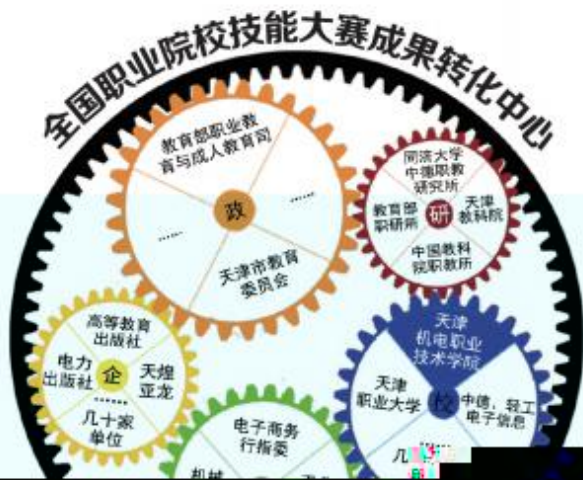 全国职业院校技能大赛成果转化中心
教育部职业教
育与成人教育司
政
……
……
天津市教育
委员会
同济大学
中德职教
研究所
教育部
职研所
研
天津
教科院
中国教科
院职教所
高等教育
出版社
电力
出版社
企
天煌
亚龙
……
几十家
单位
天津
机电职业
技术学院
天津
职业大学
校
中德、轻工
电子信息
……
几
电子商务
行指委
机械